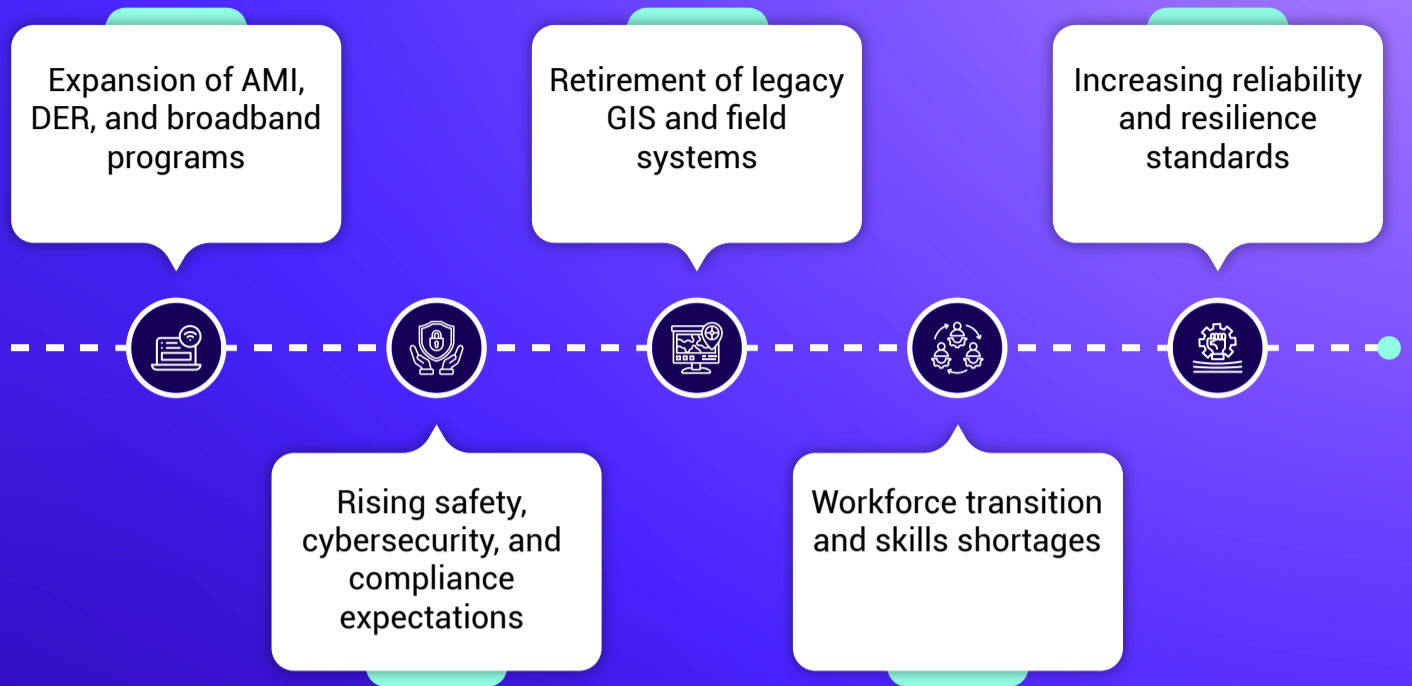 Expansion of AMI,
DER, and broadband
programs
Rising safety,
cybersecurity, and
compliance
expectations
Retirement of legacy
GIS and field
systems
Workforce transition
and skills shortages
Increasing reliability
and resilience
standards